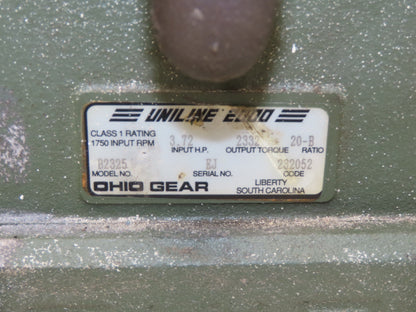 UNILINE 2000
CLASS 1 RATING 3.72 2332 20-B
1750 INPUT RPM INPUT H.P. OUTPUT TORQUE RATIO
B2325 EJ 232052
MODEL NO. SERIAL NO. CODE
OHIO GEAR LIBERTY
SOUTH CAROLINA